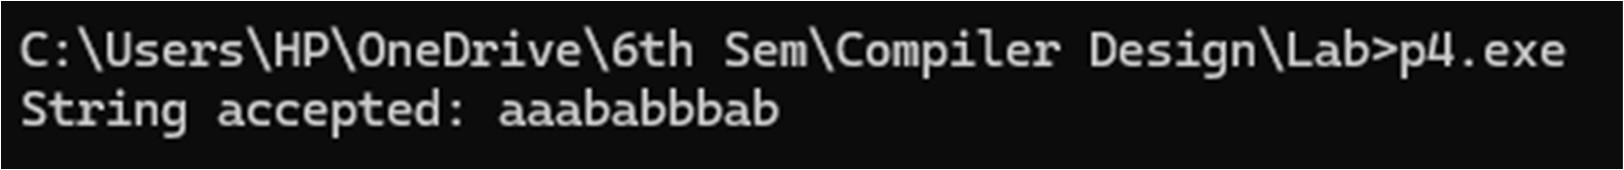 C:\Users\HP\OneDrive\6th Sem\Compiler Design\Lab>p4.exe
String accepted: aaababbbab